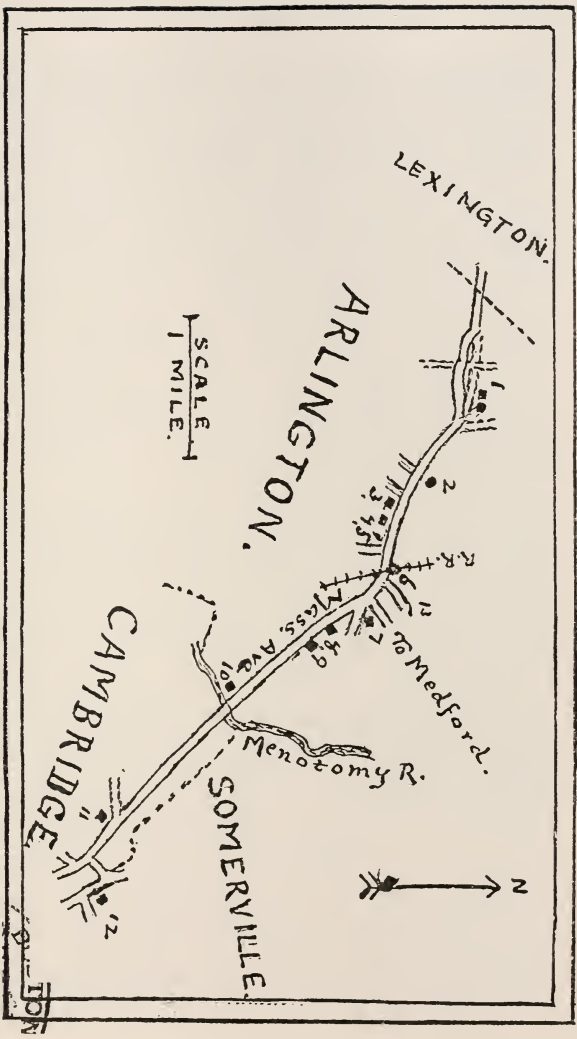 LEXINGTON.
ARLINGTON.
SCALE
1 MILE.
1
2
3,
4,
5
R.R.
6
7
To Medford.
Mass. Ave.
8,
9
10
Menotomy R.
CAMBRIDGE
SOMERVILLE.
11
12
N
TON